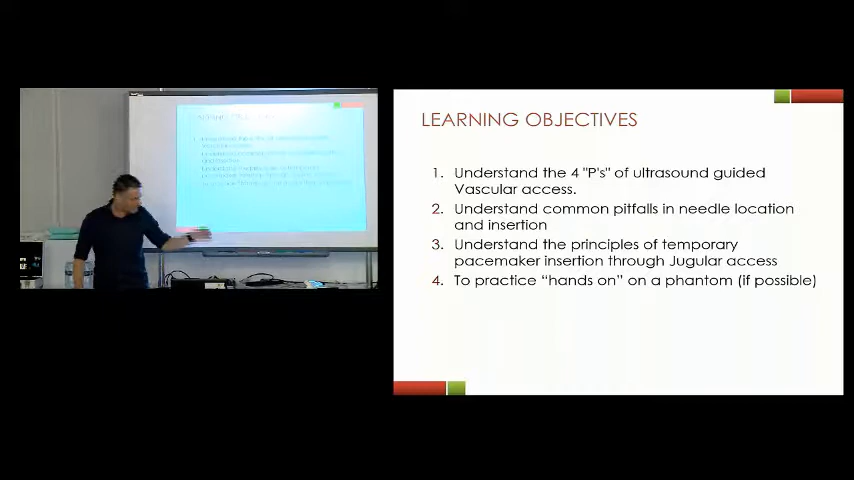 LEARNING OBJECTIVES
1. Understand the 4 "P's" of ultrasound guided
Vascular access.
2. Understand common pitfalls in needle location
and insertion
3. Understand the principles of temporary
pacemaker insertion through Jugular access
4. To practice “hands on” on a phantom (if possible)